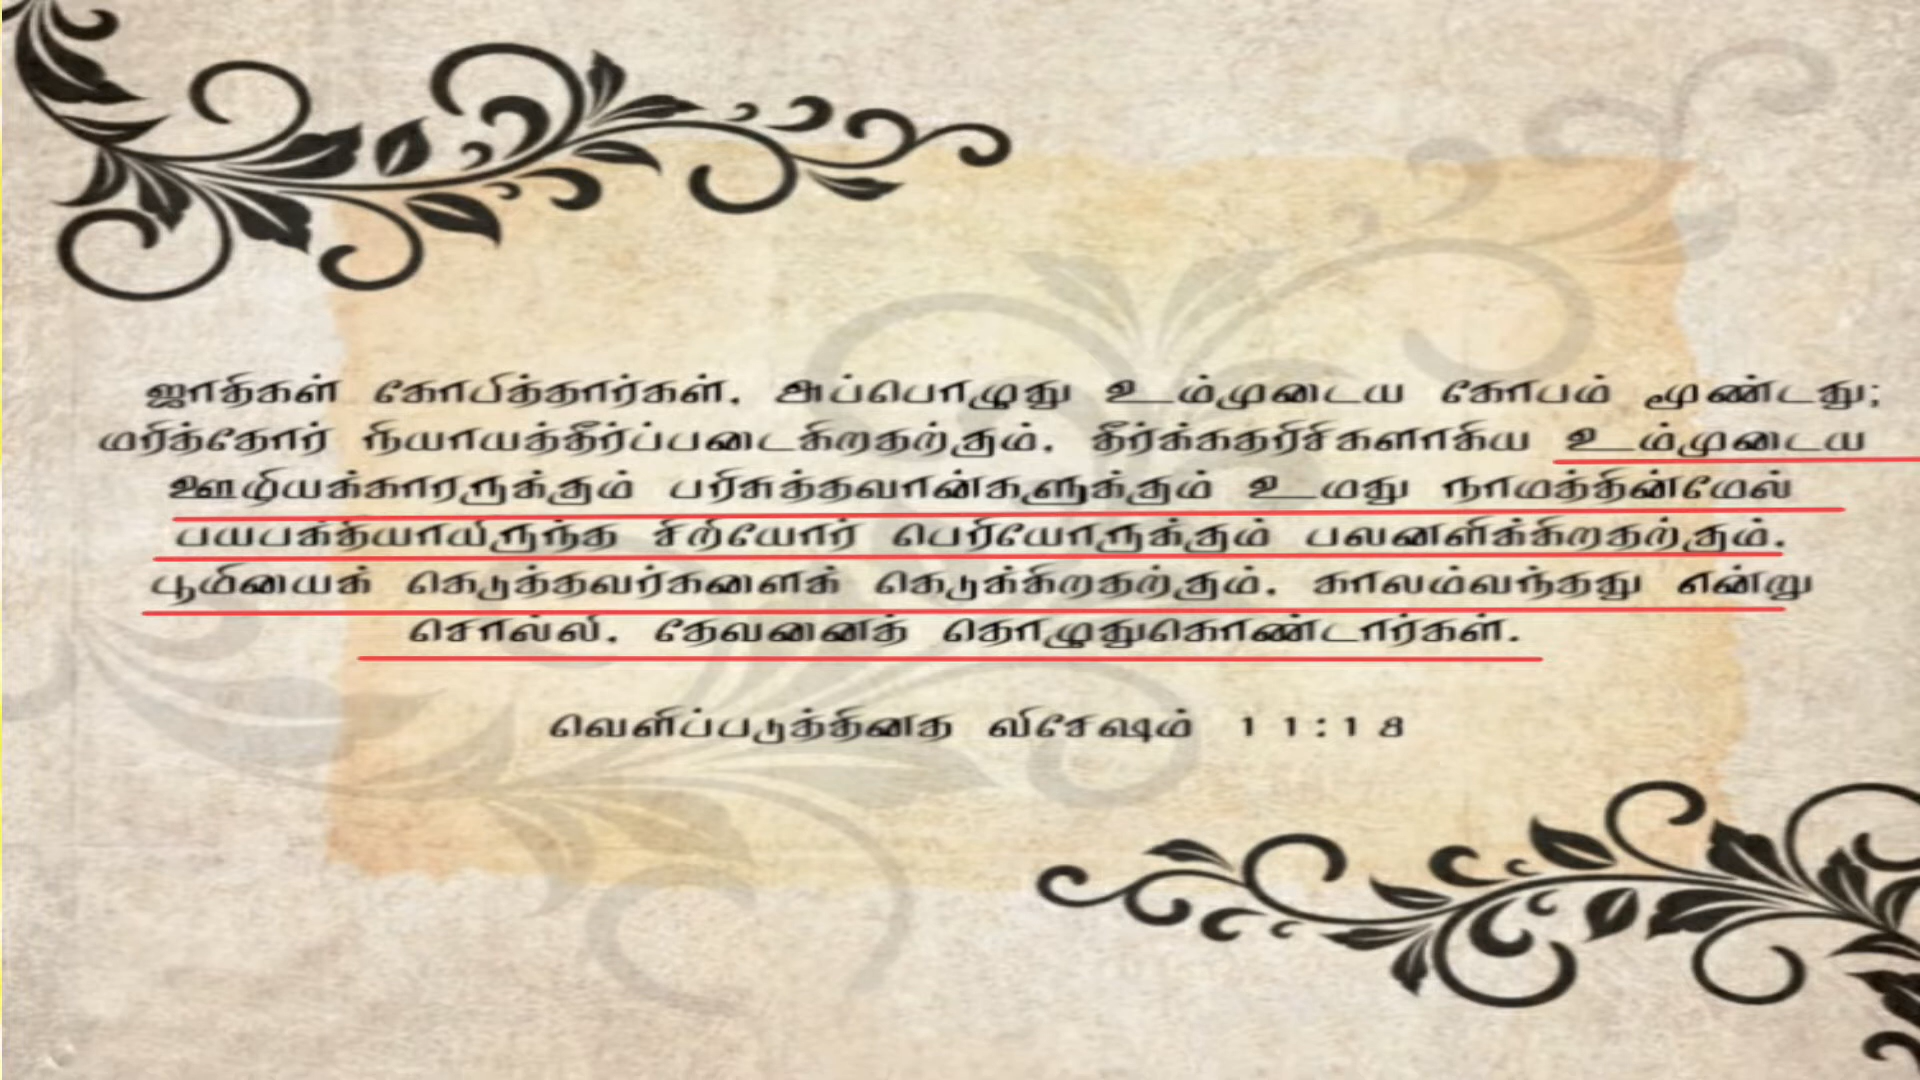 ஜாதிகள் கோபித்தார்கள், அப்பொழுது உம்முடைய கோபம் மூண்டது;
மரித்தோர் நியாயத்தீர்ப்படைகிறதற்கும், தீர்க்கதரிசிகளாகிய உம்முடைய
ஊழியக்காரருக்கும் பரிசுத்தவான்களுக்கும் உமது நாமத்தின்மேல்
பயபக்தியாயிருந்த சிறியோர் பெரியோருக்கும் பலனளிக்கிறதற்கும்,
பூமியைக் கெடுத்தவர்களைக் கெடுக்கிறதற்கும், காலம்வந்தது என்று
சொல்லி, தேவனைத் தொழுதுகொண்டார்கள்.
வெளிப்படுத்தின விசேஷம் 11:18